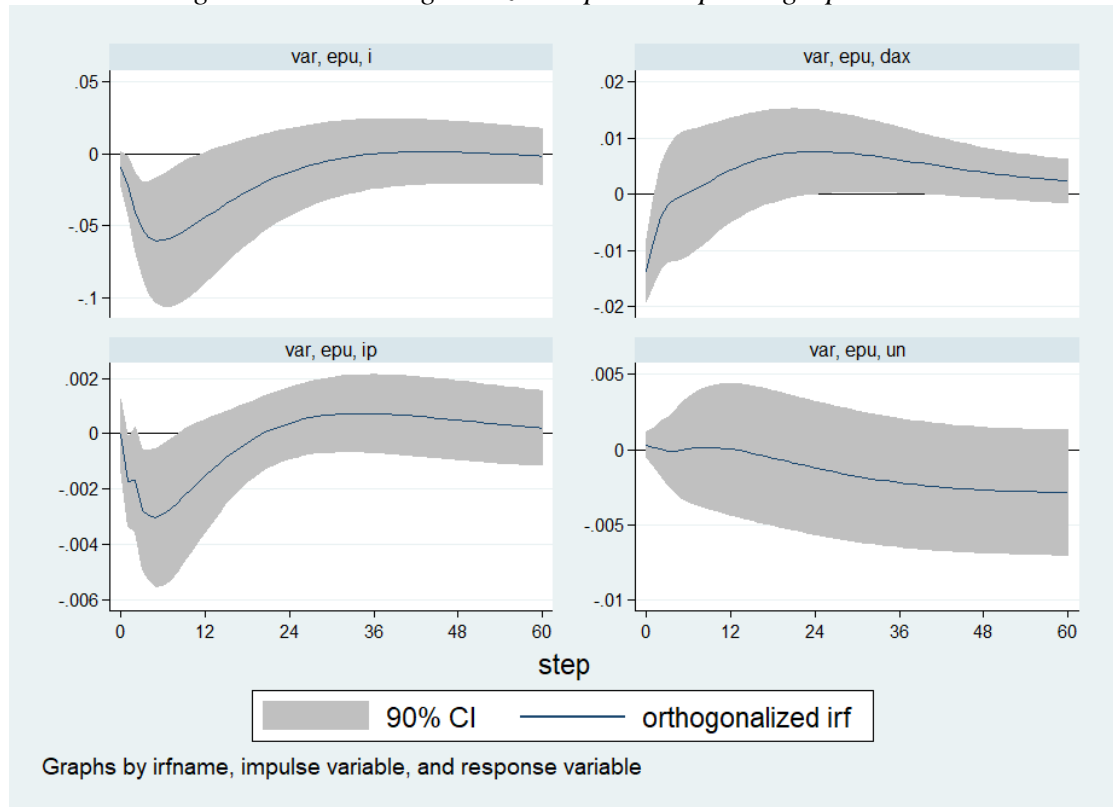 var, epu, i
var, epu, dax
.05
0
-.05
-.1
.02
.01
0
-.01
-.02
var, epu, ip
var, epu, un
.002
0
-.002
-.004
-.006
.005
0
-.005
-.01
0 12 24 36 48 60
0 12 24 36 48 60
step
90% CI orthogonalized irf
Graphs by irfname, impulse variable, and response variable